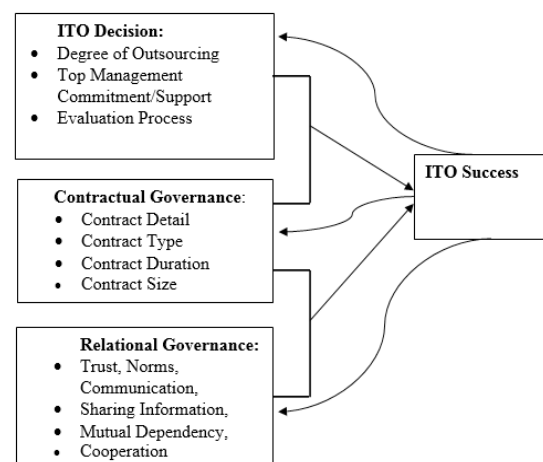 ITO Decision:
• Degree of Outsourcing
• Top Management
Commitment/Support
• Evaluation Process
Contractual Governance:
• Contract Detail
• Contract Type
• Contract Duration
• Contract Size
Relational Governance:
• Trust, Norms,
Communication,
• Sharing Information,
• Mutual Dependency,
• Cooperation
ITO Success